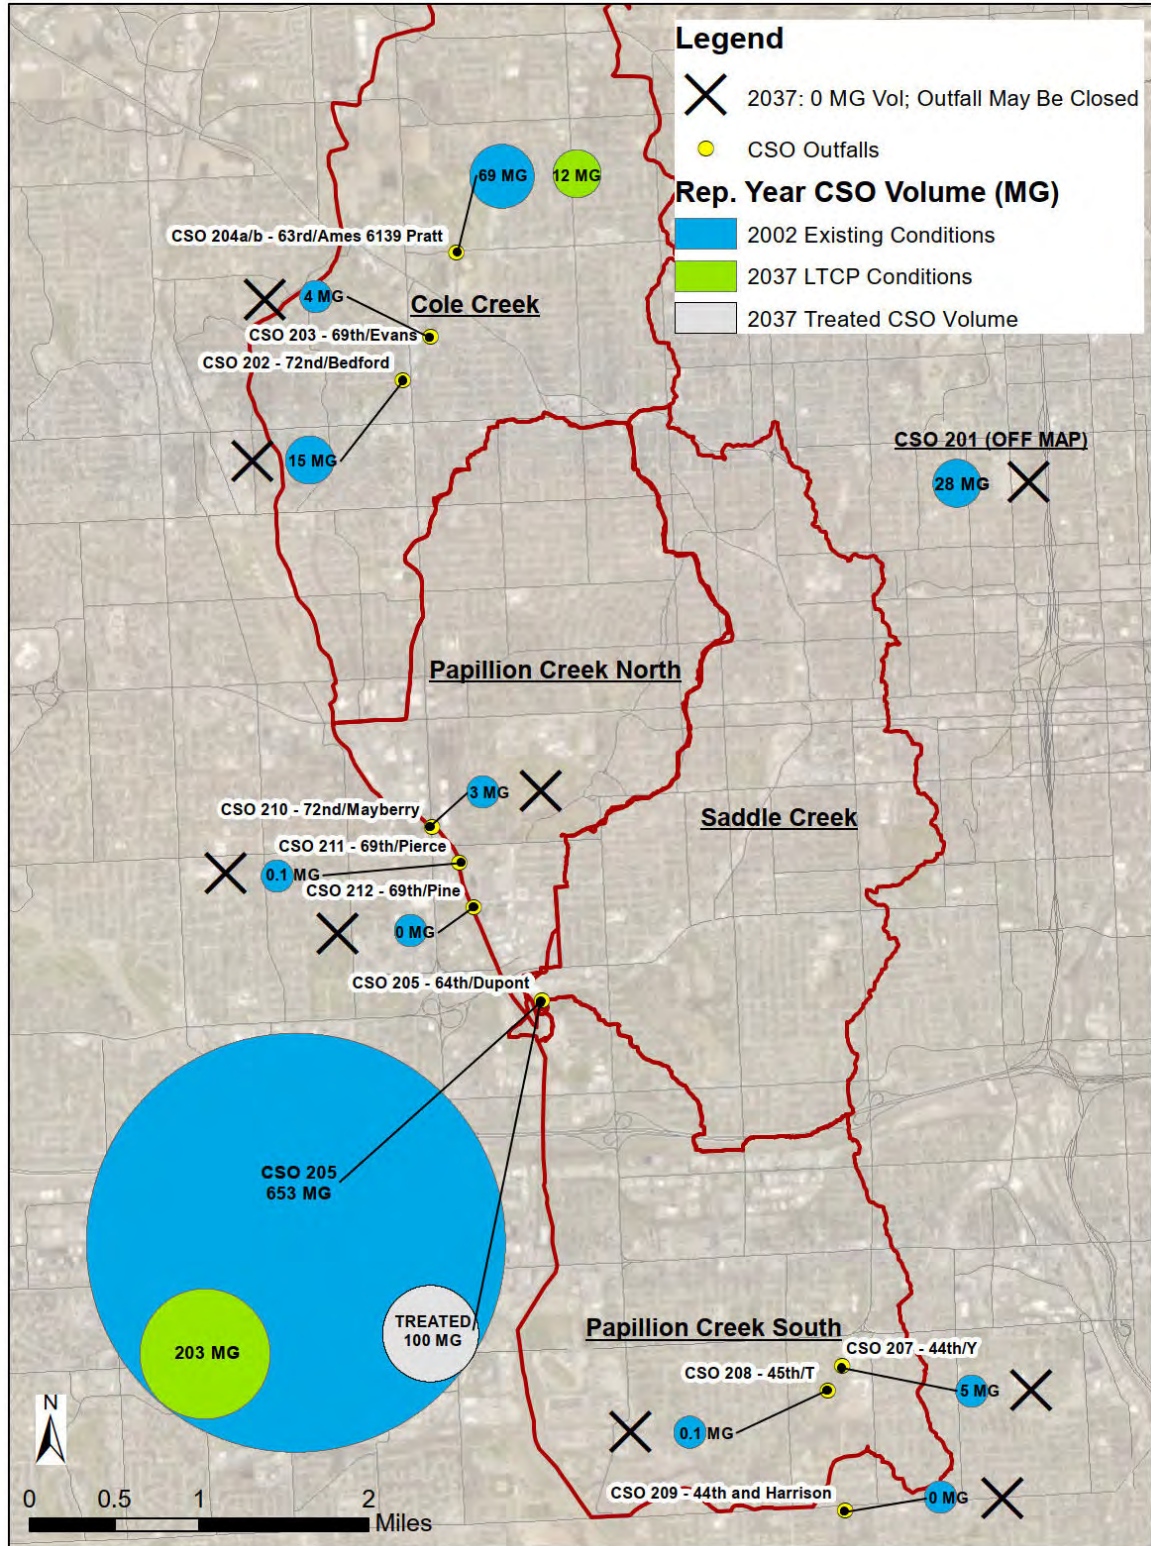 Legend
2037: 0 MG Vol; Outfall May Be Closed
CSO Outfalls
Rep. Year CSO Volume (MG)
2002 Existing Conditions
2037 LTCP Conditions
2037 Treated CSO Volume
69 MG
12 MG
CSO 204a/b - 63rd/Ames 6139 Pratt
4 MG
Cole Creek
CSO 203 - 69th/Evans
CSO 202 - 72nd/Bedford
15 MG
CSO 201 (OFF MAP)
28 MG
Papillion Creek North
3 MG
CSO 210 - 72nd/Mayberry
Saddle Creek
CSO 211 - 69th/Pierce
0.1 MG
CSO 212 - 69th/Pine
0 MG
CSO 205 - 64th/Dupont
CSO 205
653 MG
TREATED
100 MG
203 MG
Papillion Creek South
CSO 207 - 44th/Y
CSO 208 - 45th/T
5 MG
0.1 MG
CSO 209 - 44th and Harrison
0 MG
N
0 0.5 1 2
Miles